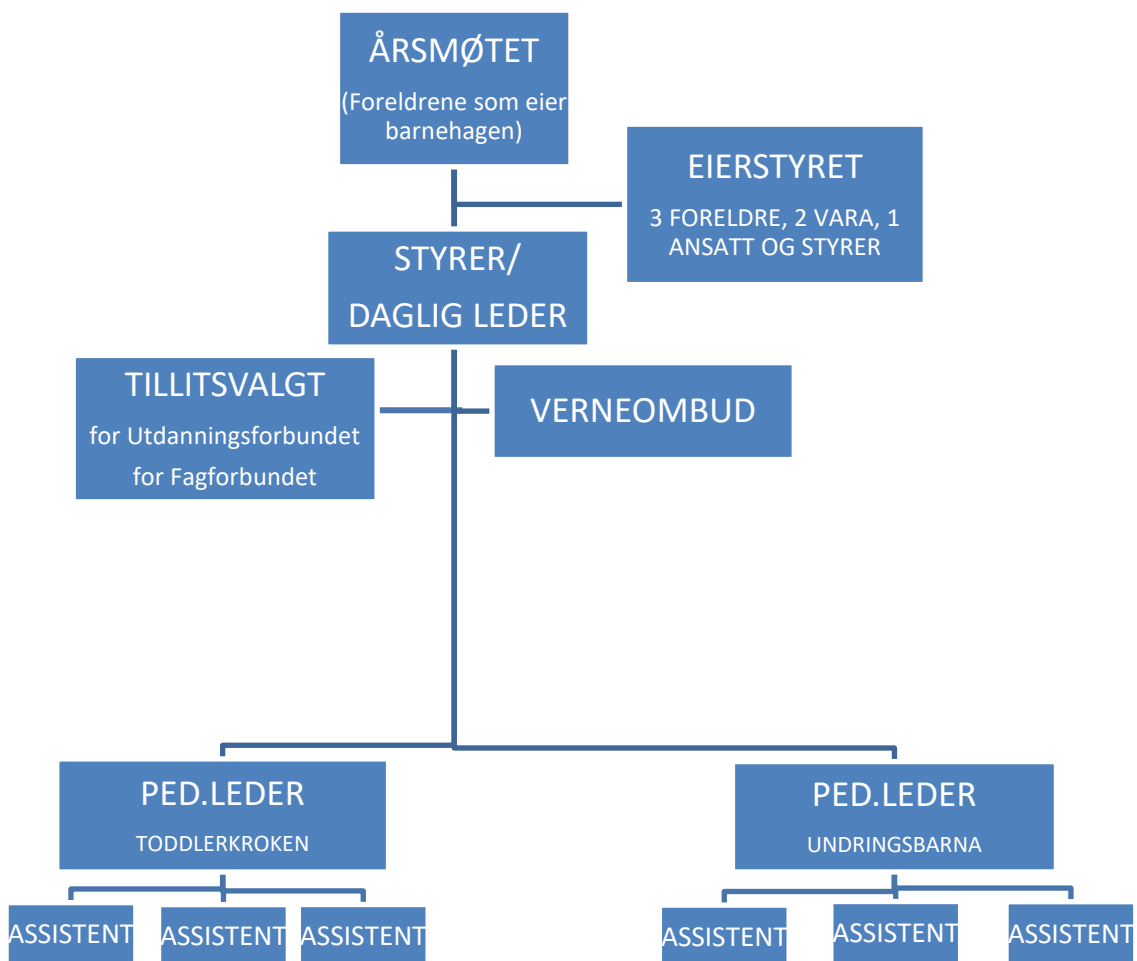 ÅRSMØTET
(Foreldrene som eier
barnehagen)
EIERSTYRET
3 FORELDRE, 2 VARA, 1
ANSATT OG STYRER
STYRER/
DAGLIG LEDER
TILLITSVALGT
for Utdanningsforbundet
for Fagforbundet
VERNEOMBUD
PED.LEDER
TODDLERKROKEN
PED.LEDER
UNDRINGSBARNA
ASSISTENT
ASSISTENT
ASSISTENT
ASSISTENT
ASSISTENT
ASSISTENT